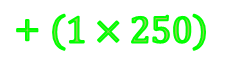 + (1 × 250)